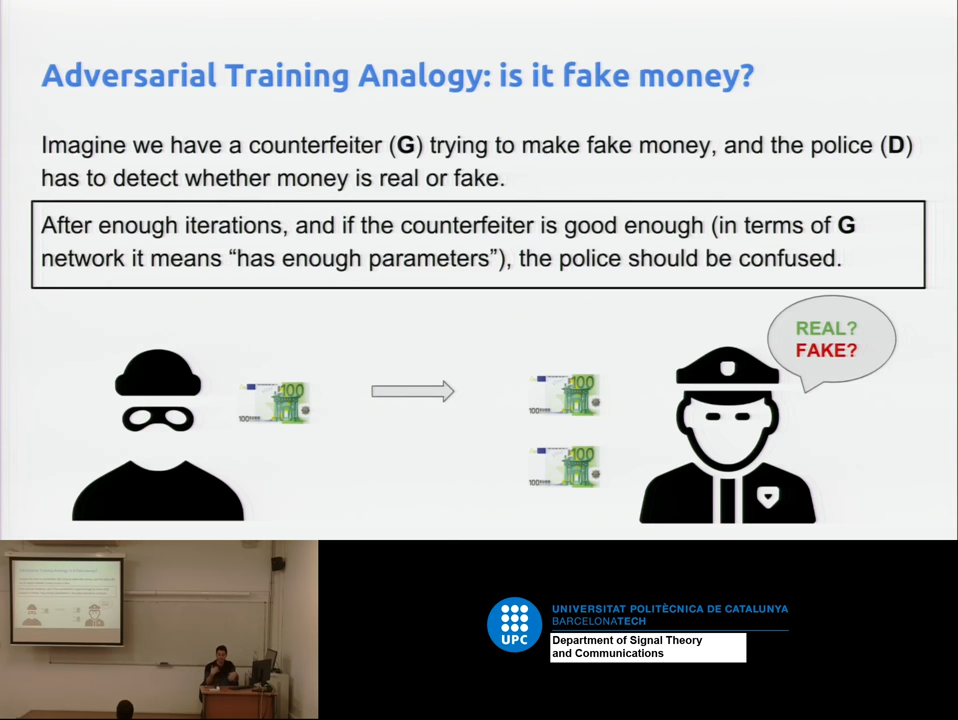 Adversarial Training Analogy: is it fake money?
Imagine we have a counterfeiter (G) trying to make fake money, and the police (D)
has to detect whether money is real or fake.
After enough iterations, and if the counterfeiter is good enough (in terms of G
network it means “has enough parameters”), the police should be confused.
REAL?
FAKE?
100
100EURO
100
100EURO
100
100EURO
UPC
UNIVERSITAT POLITÈCNICA DE CATALUNYA
BARCELONATECH
Department of Signal Theory
and Communications